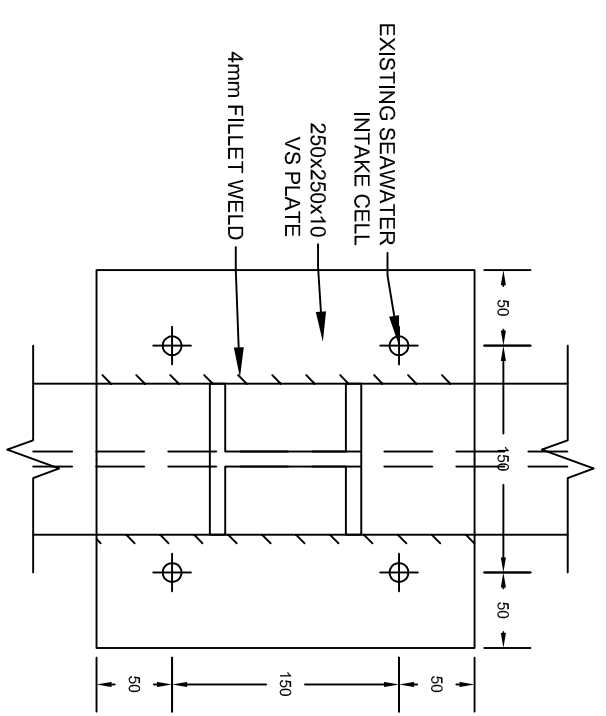 EXISTING SEAWATER
INTAKE CELL
250x250x10
VS PLATE
4mm FILLET WELD
50
150
50
50
150
50